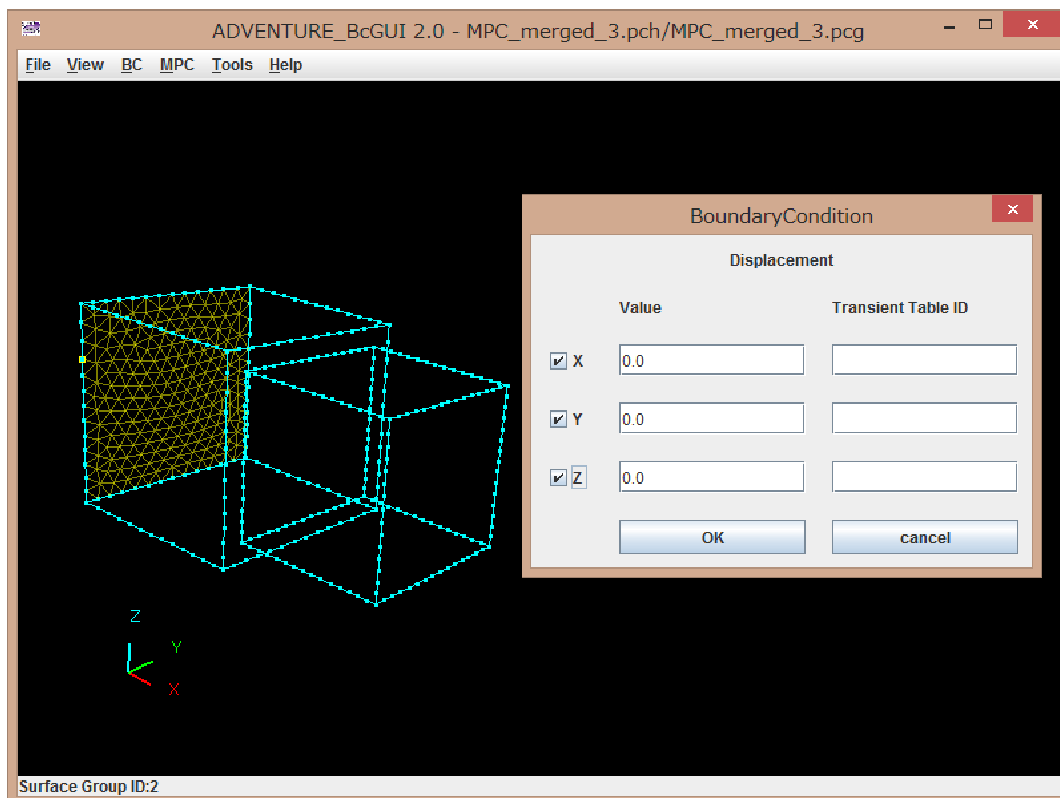 ADVENTURE_BcGUI 2.0 - MPC_merged_3.pch/MPC_merged_3.pcg
File View BC MPC Tools Help
BoundaryCondition
Displacement
Value Transient Table ID
X 0.0
Y 0.0
Z 0.0
OK cancel
Z
Y
X
Surface Group ID:2